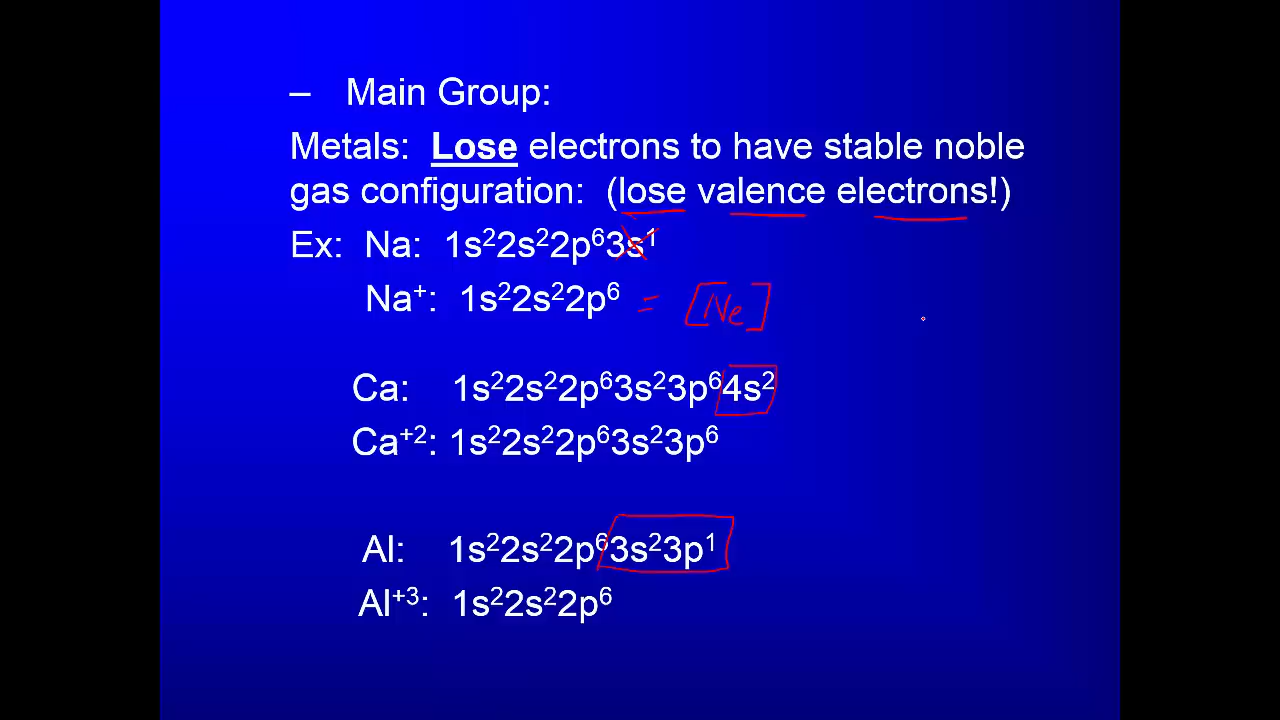 – Main Group:
Metals: Lose electrons to have stable noble
gas configuration: (lose valence electrons!)
Ex: Na: 1s²2s²2p⁶3s¹
Na⁺: 1s²2s²2p⁶ = [Ne]
Ca: 1s²2s²2p⁶3s²3p⁶4s²
Ca⁺²: 1s²2s²2p⁶3s²3p⁶
Al: 1s²2s²2p⁶3s²3p¹
Al⁺³: 1s²2s²2p⁶